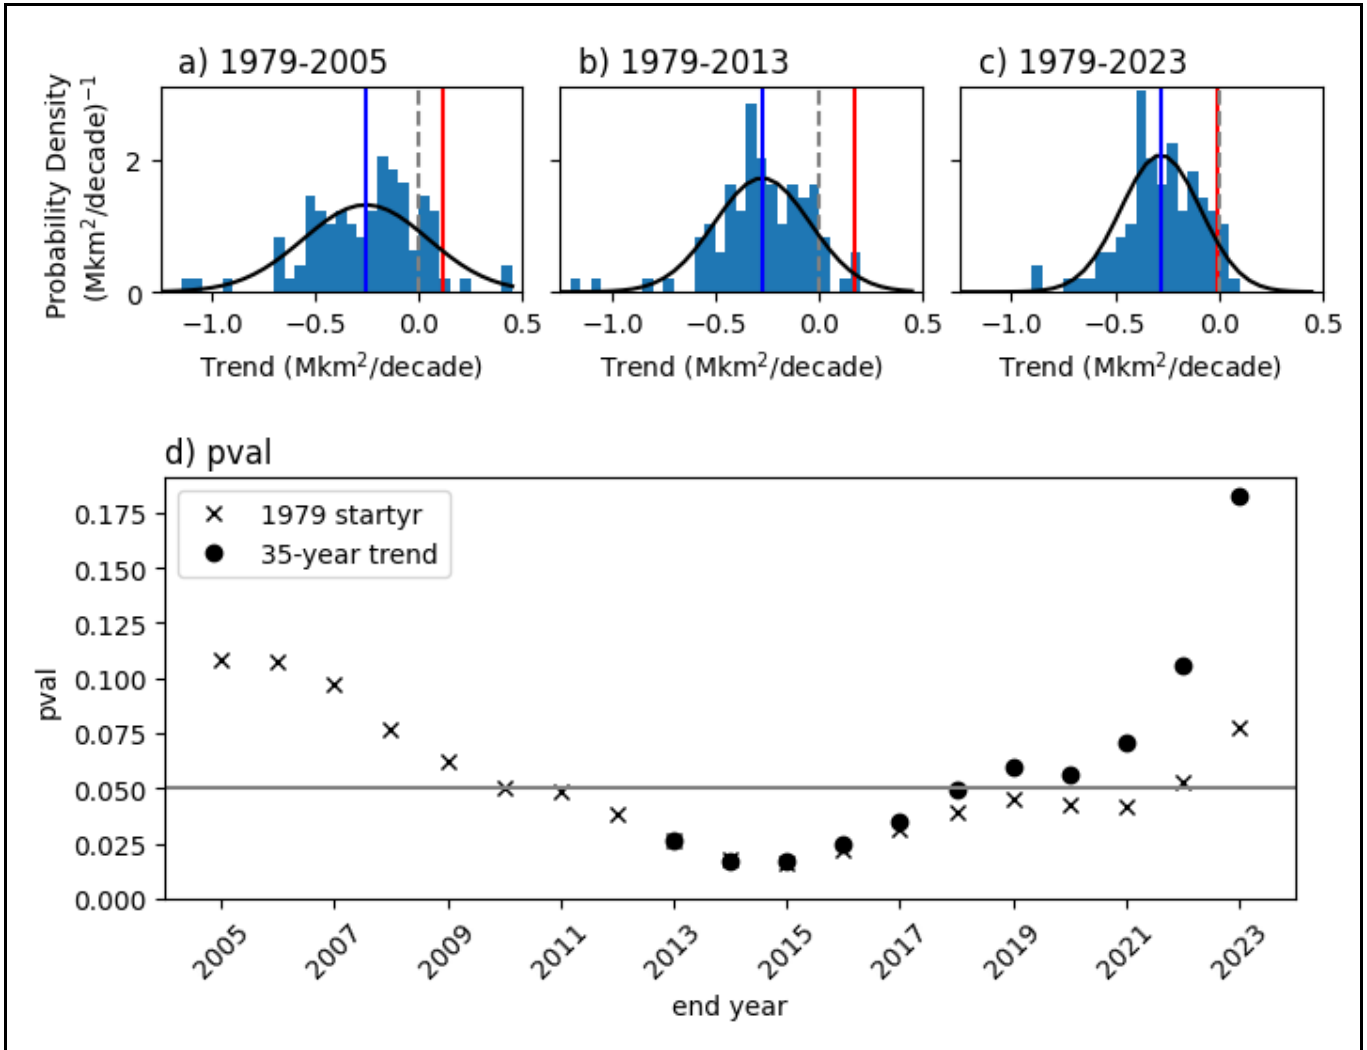 a) 1979-2005
b) 1979-2013
c) 1979-2023
Probability Density
(Mkm²/decade)⁻¹
2
0
−1.0 −0.5 0.0 0.5
−1.0 −0.5 0.0 0.5
−1.0 −0.5 0.0 0.5
Trend (Mkm²/decade)
Trend (Mkm²/decade)
Trend (Mkm²/decade)
d) pval
1979 startyr
35-year trend
pval
0.175
0.150
0.125
0.100
0.075
0.050
0.025
0.000
2005 2007 2009 2011 2013 2015 2017 2019 2021 2023
end year